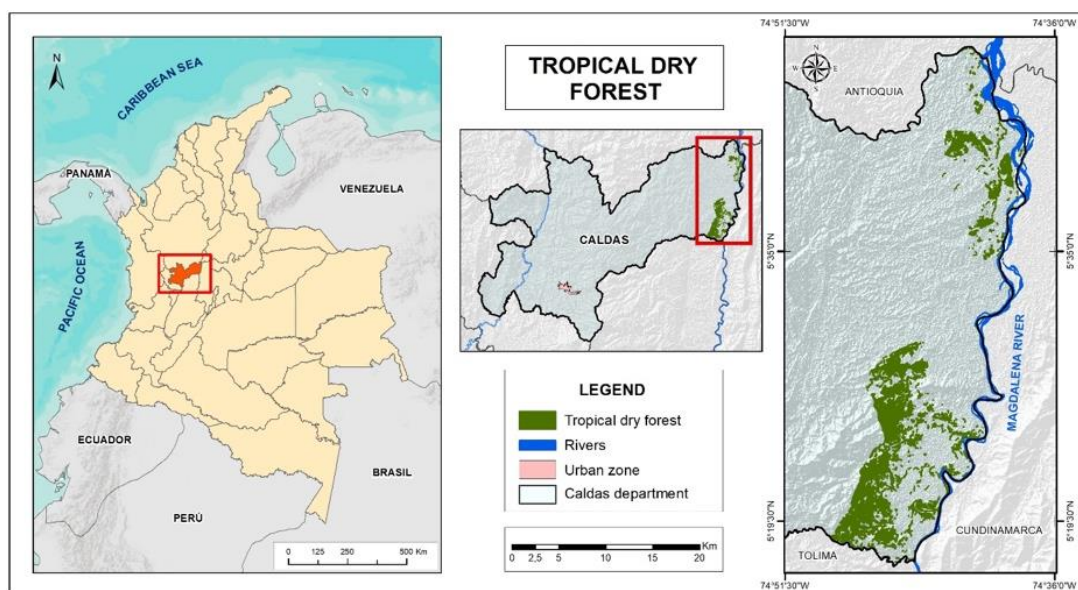 N
CARIBBEAN SEA
PANAMÁ
VENEZUELA
PACIFIC OCEAN
ECUADOR
BRASIL
PERÚ
0 125 250 500 Km
TROPICAL DRY
FOREST
CALDAS
LEGEND
Tropical dry forest
Rivers
Urban zone
Caldas department
Km
0 2,5 5 10 15 20
74°51'30"W 74°36'0"W
N
W E
S
ANTIOQUIA
5°35'0"N 5°35'0"N
MAGDALENA RIVER
5°19'30"N 5°19'30"N
CUNDINAMARCA
TOLIMA
74°51'30"W 74°36'0"W